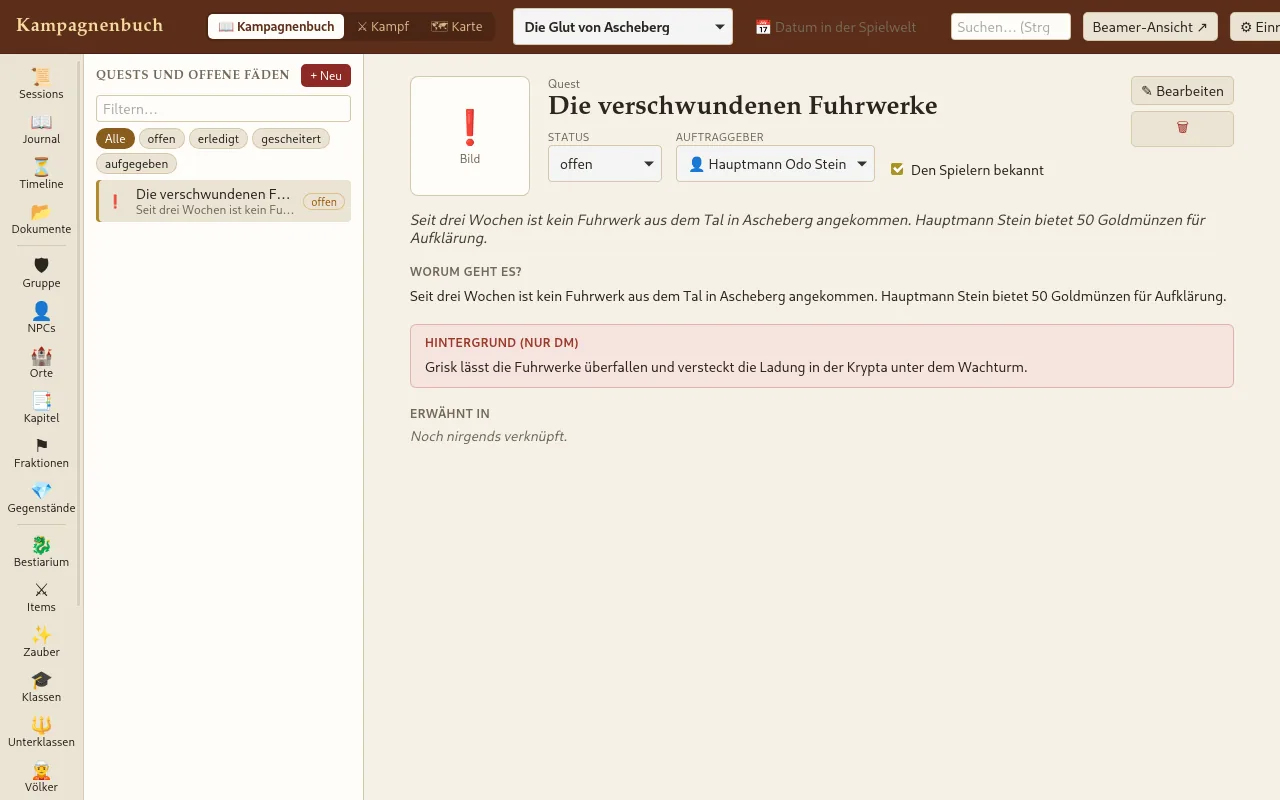 Kampagnenbuch
Kampagnenbuch
Kampf
Karte
Die Glut von Ascheberg
Datum in der Spielwelt
Suchen… (Strg
Beamer-Ansicht ↗
Sessions
Journal
Timeline
Dokumente
Gruppe
NPCs
Orte
Kapitel
Fraktionen
Gegenstände
Bestiarium
Items
Zauber
Klassen
Unterklassen
Völker
QUESTS UND OFFENE FÄDEN
+ Neu
Filtern…
Alle
offen
erledigt
gescheitert
aufgegeben
Die verschwundenen F…
Seit drei Wochen ist kein Fu…
offen
Bild
Quest
Die verschwundenen Fuhrwerke
STATUS
offen
AUFTRAGGEBER
Hauptmann Odo Stein
Den Spielern bekannt
✎ Bearbeiten
Seit drei Wochen ist kein Fuhrwerk aus dem Tal in Ascheberg angekommen. Hauptmann Stein bietet 50 Goldmünzen für
Aufklärung.
WORUM GEHT ES?
Seit drei Wochen ist kein Fuhrwerk aus dem Tal in Ascheberg angekommen. Hauptmann Stein bietet 50 Goldmünzen für Aufklärung.
HINTERGRUND (NUR DM)
Grisk lässt die Fuhrwerke überfallen und versteckt die Ladung in der Krypta unter dem Wachturm.
ERWÄHNT IN
Noch nirgends verknüpft.